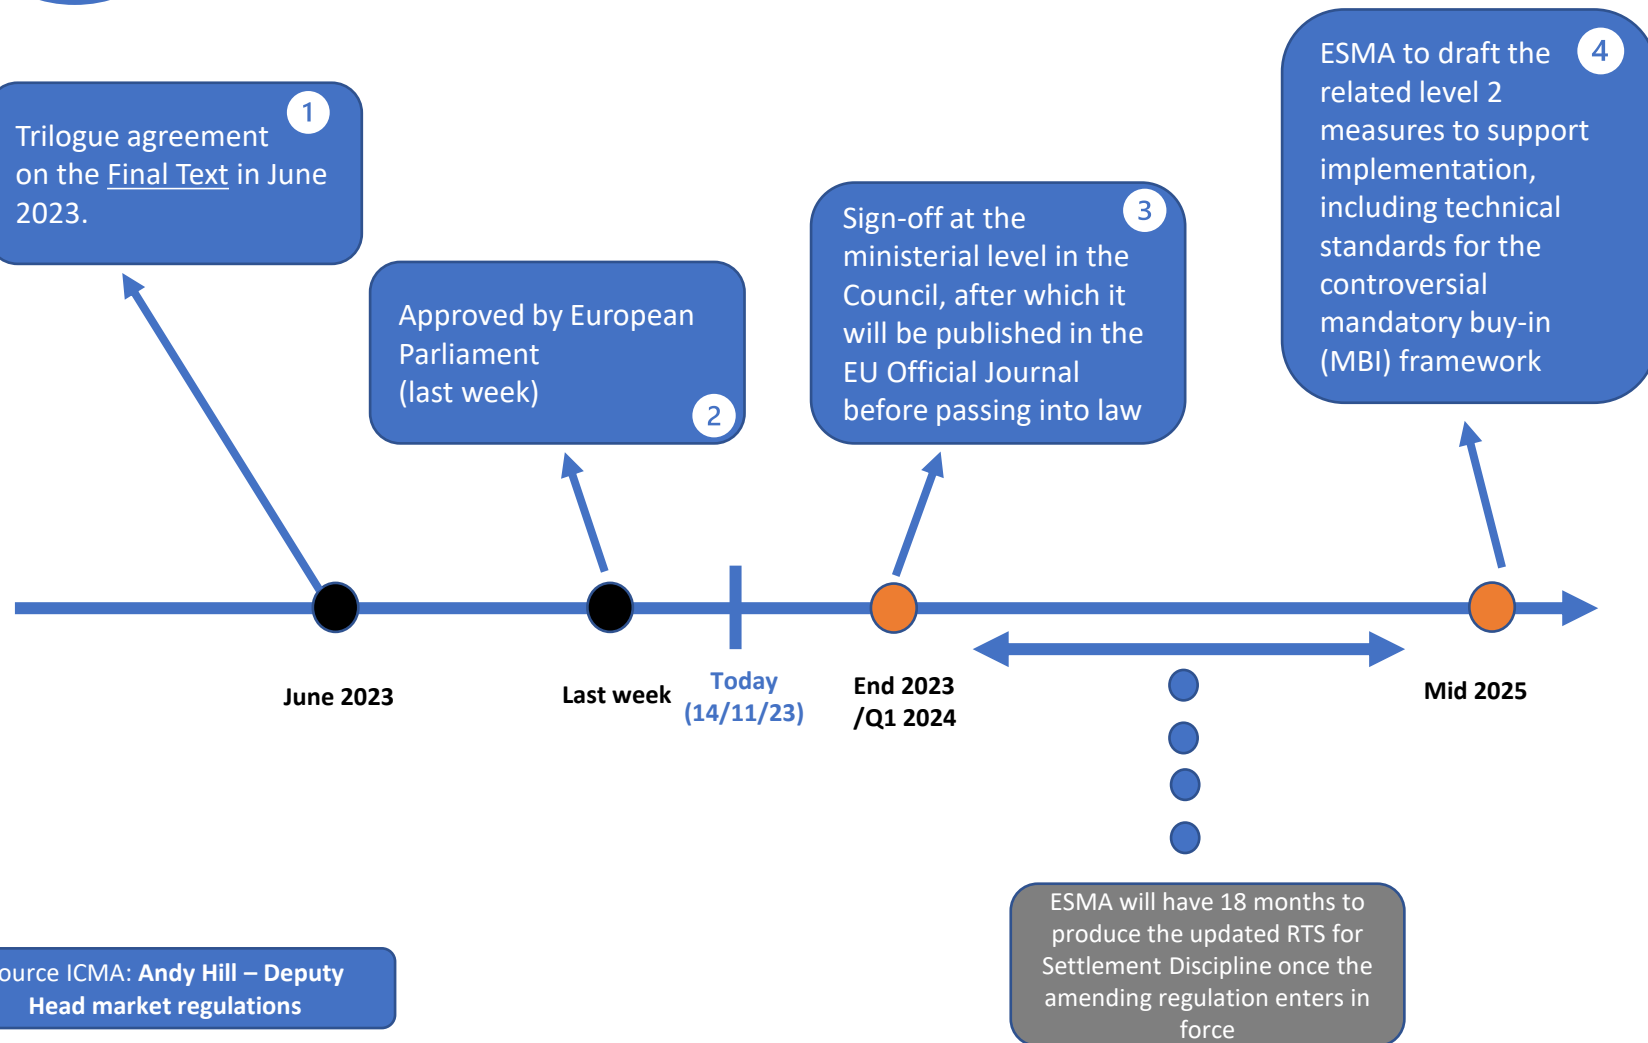 1
Trilogue agreement
on the Final Text in June
2023.
Approved by European
Parliament
(last week)
2
3
Sign-off at the
ministerial level in the
Council, after which it
will be published in the
EU Official Journal
before passing into law
4
ESMA to draft the
related level 2
measures to support
implementation,
including technical
standards for the
controversial
mandatory buy-in
(MBI) framework
June 2023
Last week
Today
(14/11/23)
End 2023
/Q1 2024
Mid 2025
ESMA will have 18 months to
produce the updated RTS for
Settlement Discipline once the
amending regulation enters in
force
ource ICMA: Andy Hill – Deputy
Head market regulations